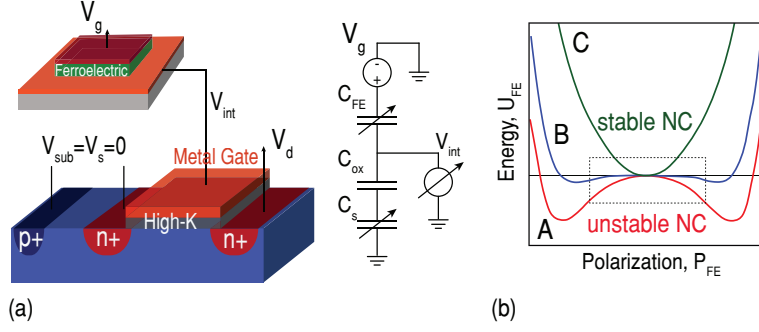 V_g
Ferroelectric
V_int
V_sub=V_s=0
Metal Gate
V_d
High-K
p+
n+
n+
(a)
V_g
-
+
C_FE
V_int
C_ox
C_s
Energy, U_FE
A
B
C
stable NC
unstable NC
Polarization, P_FE
(b)